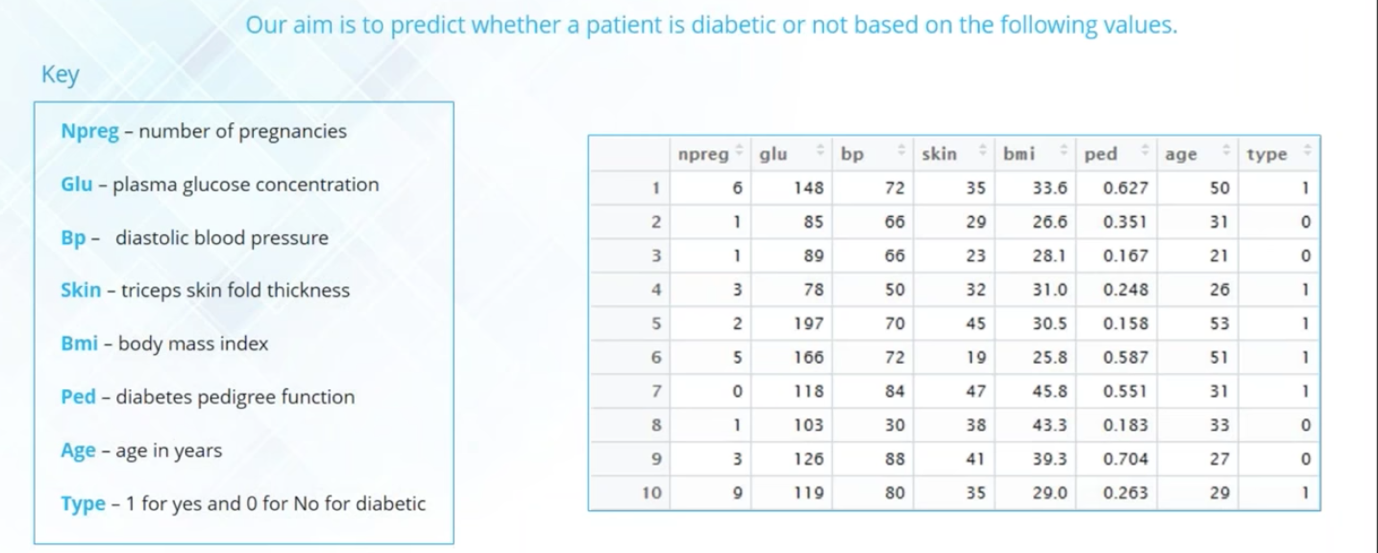 Our aim is to predict whether a patient is diabetic or not based on the following values.
Key
Npreg – number of pregnancies
Glu – plasma glucose concentration
Bp – diastolic blood pressure
Skin – triceps skin fold thickness
Bmi – body mass index
Ped – diabetes pedigree function
Age – age in years
Type – 1 for yes and 0 for No for diabetic
npreg glu bp skin bmi ped age type
1 6 148 72 35 33.6 0.627 50 1
2 1 85 66 29 26.6 0.351 31 0
3 1 89 66 23 28.1 0.167 21 0
4 3 78 50 32 31.0 0.248 26 1
5 2 197 70 45 30.5 0.158 53 1
6 5 166 72 19 25.8 0.587 51 1
7 0 118 84 47 45.8 0.551 31 1
8 1 103 30 38 43.3 0.183 33 0
9 3 126 88 41 39.3 0.704 27 0
10 9 119 80 35 29.0 0.263 29 1